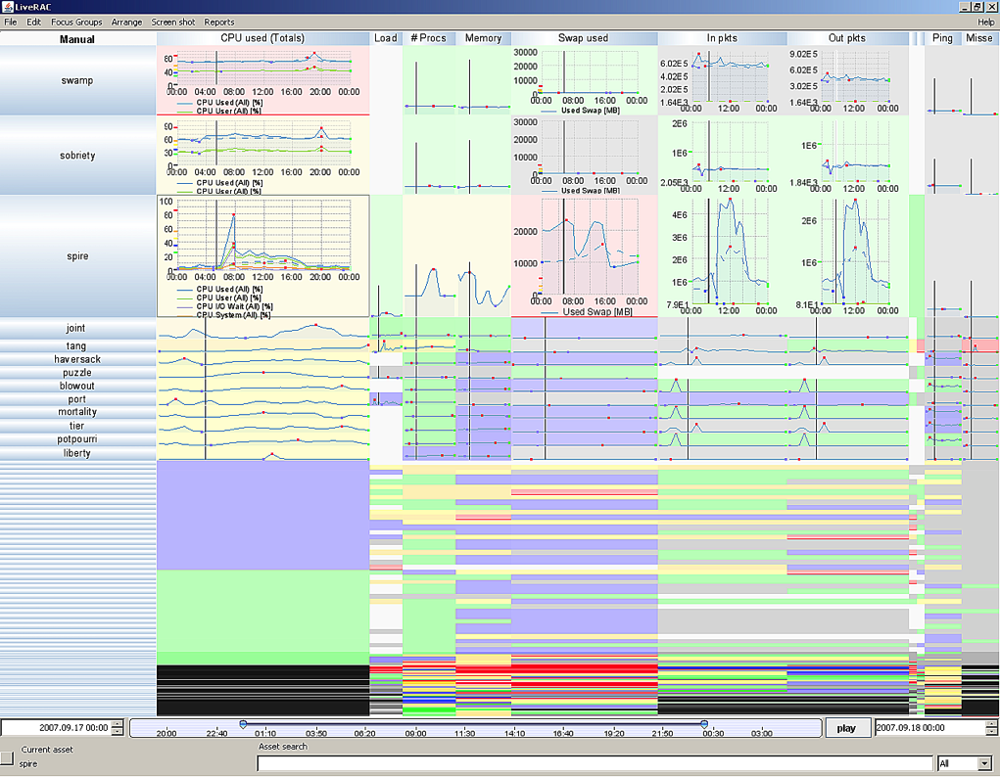 LiveRAC
File Edit Focus Groups Arrange Screen shot Reports Help
Manual CPU used (Totals) Load # Procs Memory Swap used In pkts Out pkts Ping Misse
swamp
80
40
0
00:00 04:00 08:00 12:00 16:00 20:00 00:00
CPU Used (All) [%]
CPU User (All) [%]
30000
20000
10000
0
00:00 08:00 16:00 00:00
Used Swap [MB]
6.02E5
4.02E5
1.64E3
00:00 12:00 00:00
9.02E5
6.02E5
3.02E5
1.64E3
00:00 12:00 00:00
sobriety
90
60
30
0
00:00 04:00 08:00 12:00 16:00 20:00 00:00
CPU Used (All) [%]
CPU User (All) [%]
30000
20000
10000
0
00:00 08:00 16:00 00:00
Used Swap [MB]
2E6
1E6
2.05E3
00:00 12:00 00:00
2E6
1E6
1.84E3
00:00 12:00 00:00
spire
100
80
60
40
20
0
00:00 04:00 08:00 12:00 16:00 20:00 00:00
CPU Used (All) [%]
CPU User (All) [%]
CPU I/O Wait (All) [%]
CPU System (All) [%]
20000
10000
0
00:00 08:00 16:00 00:00
Used Swap [MB]
4E6
3E6
2E6
1E6
7.9E1
00:00 12:00 00:00
2E6
1E6
8.1E1
00:00 12:00 00:00
joint
tang
haversack
puzzle
blowout
port
mortality
tier
potpourri
liberty
2007.09.17 00:00
20:00 22:40 01:10 03:50 06:20 09:00 11:30 14:10 16:40 19:20 21:50 00:30 03:00
play
2007.09.18 00:00
Current asset
spire
Asset search
All